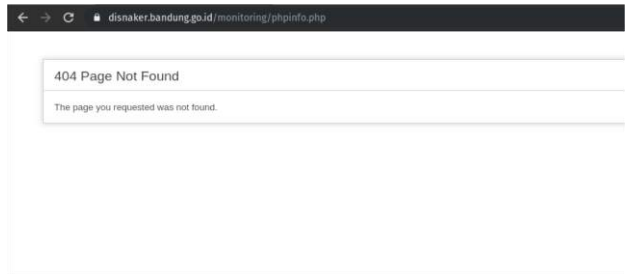 disnaker.bandung.go.id/monitoring/phpinfo.php
404 Page Not Found
The page you requested was not found.